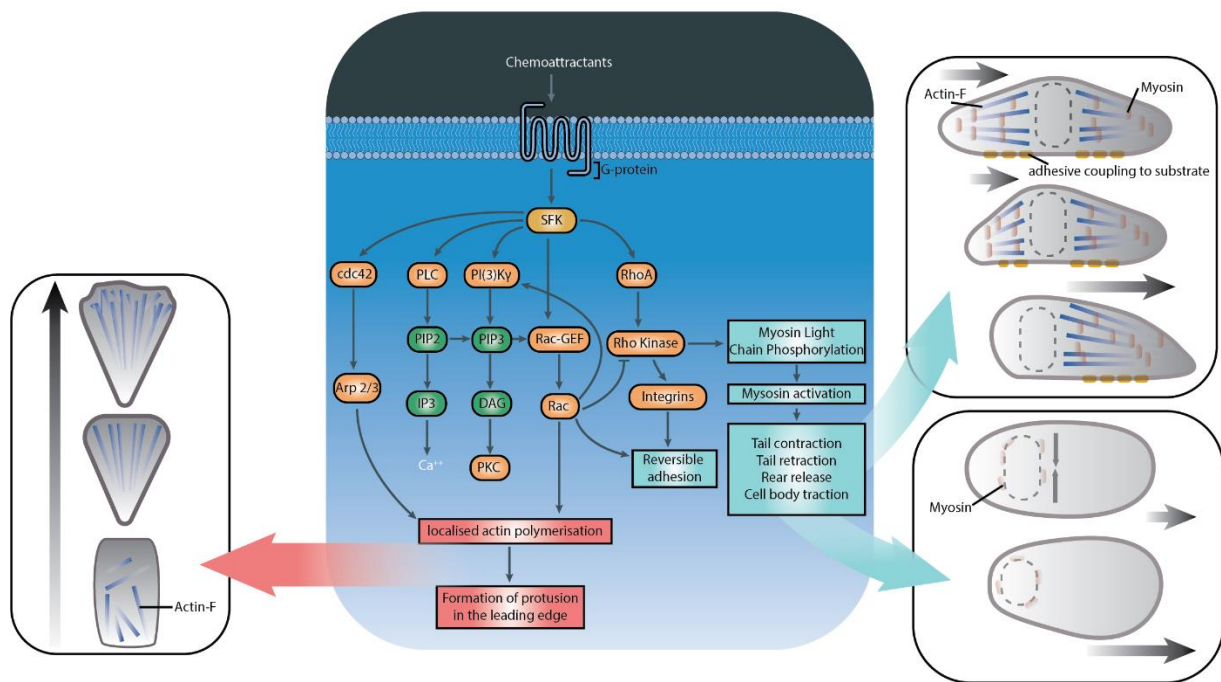 Chemoattractants
G-protein
SFK
cdc42
PLC
PI(3)Kγ
RhoA
PIP2
PIP3
Rac-GEF
Rho Kinase
Myosin Light
Chain Phosphorylation
Arp 2/3
IP3
DAG
Rac
Integrins
Mysosin activation
Ca++
PKC
Reversible
adhesion
Tail contraction
Tail retraction
Rear release
Cell body traction
localised actin polymerisation
Formation of protusion
in the leading edge
Actin-F
Actin-F
Myosin
adhesive coupling to substrate
Myosin